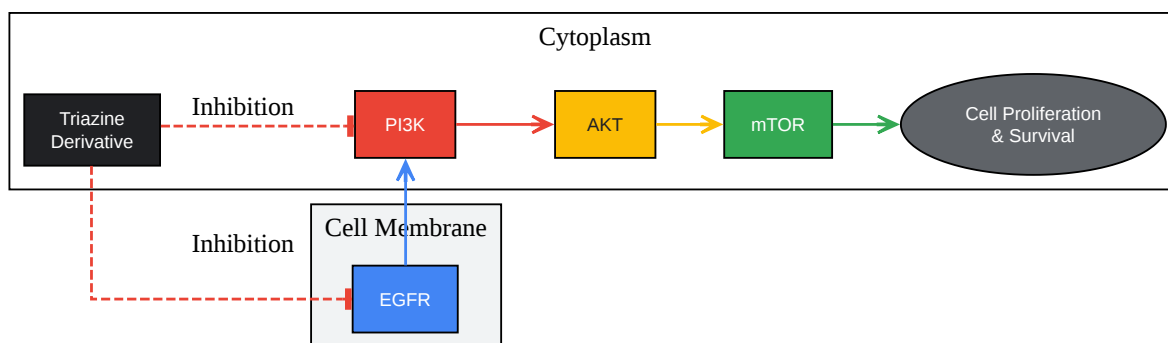 Cytoplasm
Triazine
Derivative
Inhibition
PI3K
AKT
mTOR
Cell Proliferation
& Survival
Inhibition
Cell Membrane
EGFR